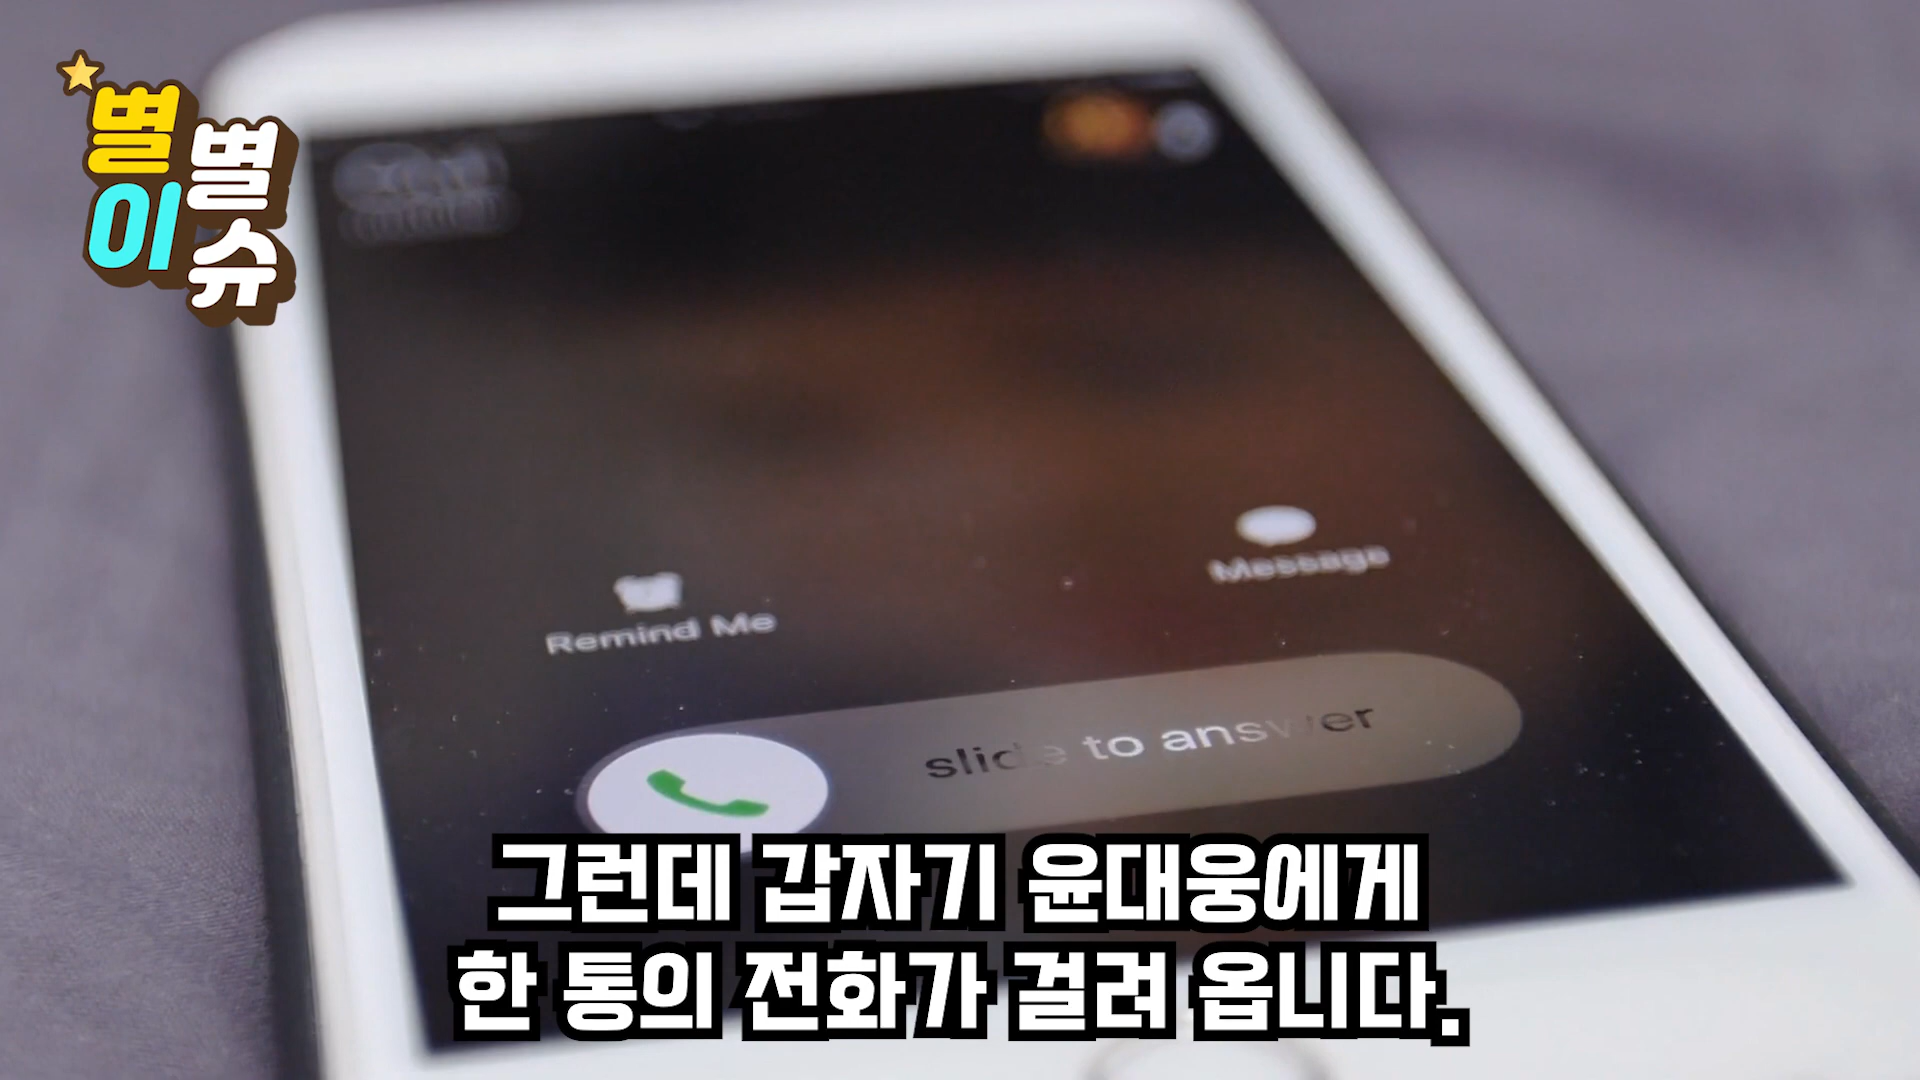 별별
이슈
Remind Me
Message
slide to answer
그런데 갑자기 윤대웅에게
한 통의 전화가 걸려 옵니다.